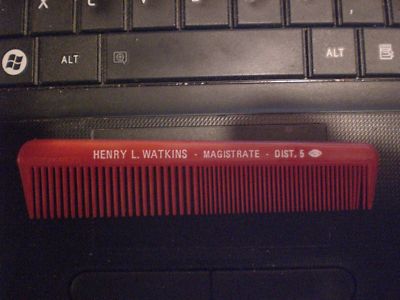 X C
ALT
ALT
HENRY L. WATKINS - MAGISTRATE - DIST. 5